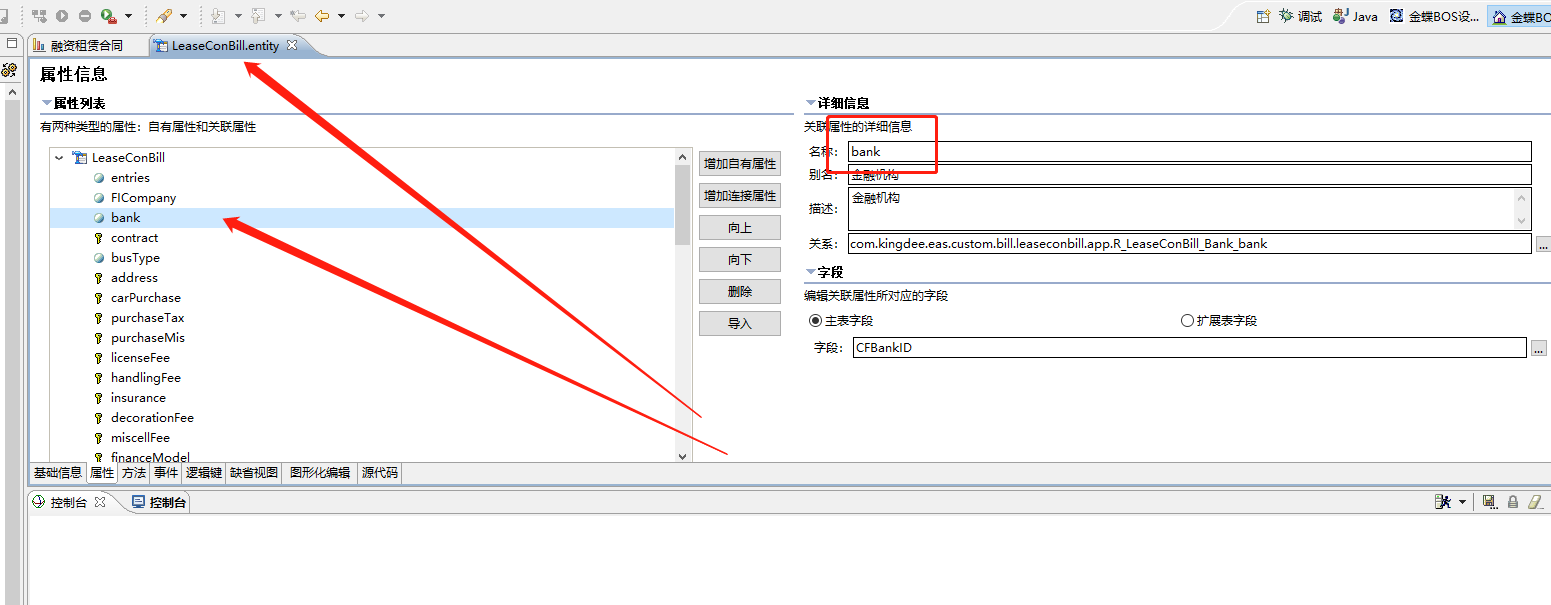 调试
Java
金蝶BOS设...
金蝶BO
融资租赁合同
LeaseConBill.entity
属性信息
属性列表
有两种类型的属性：自有属性和关联属性
LeaseConBill
entries
FICompany
bank
contract
busType
address
carPurchase
purchaseTax
purchaseMis
licenseFee
handlingFee
insurance
decorationFee
miscellFee
financeModel
增加自有属性
增加连接属性
向上
向下
删除
导入
详细信息
关联属性的详细信息
名称： bank
别名： 金融机构
描述： 金融机构
关系： com.kingdee.eas.custom.bill.leaseconbill.app.R_LeaseConBill_Bank_bank ...
字段
编辑关联属性所对应的字段
主表字段 扩展表字段
字段： CFBankID ...
基础信息 属性 方法 事件 逻辑键 缺省视图 图形化编辑 源代码
控制台 控制台